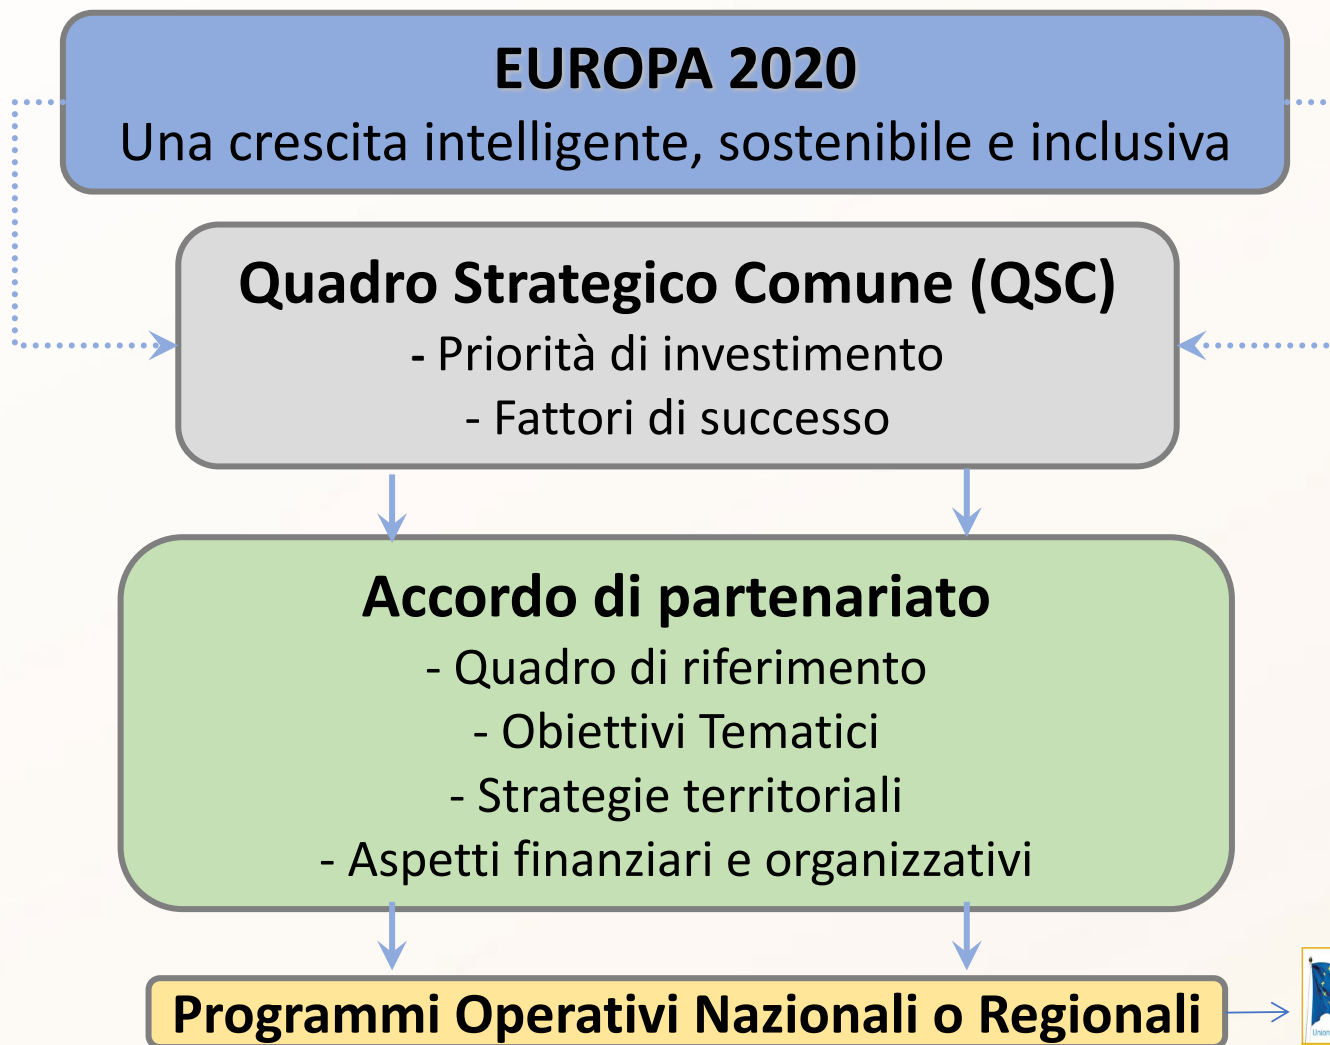 EUROPA 2020
Una crescita intelligente, sostenibile e inclusiva
Quadro Strategico Comune (QSC)
- Priorità di investimento
- Fattori di successo
Accordo di partenariato
- Quadro di riferimento
- Obiettivi Tematici
- Strategie territoriali
- Aspetti finanziari e organizzativi
Programmi Operativi Nazionali o Regionali
Union